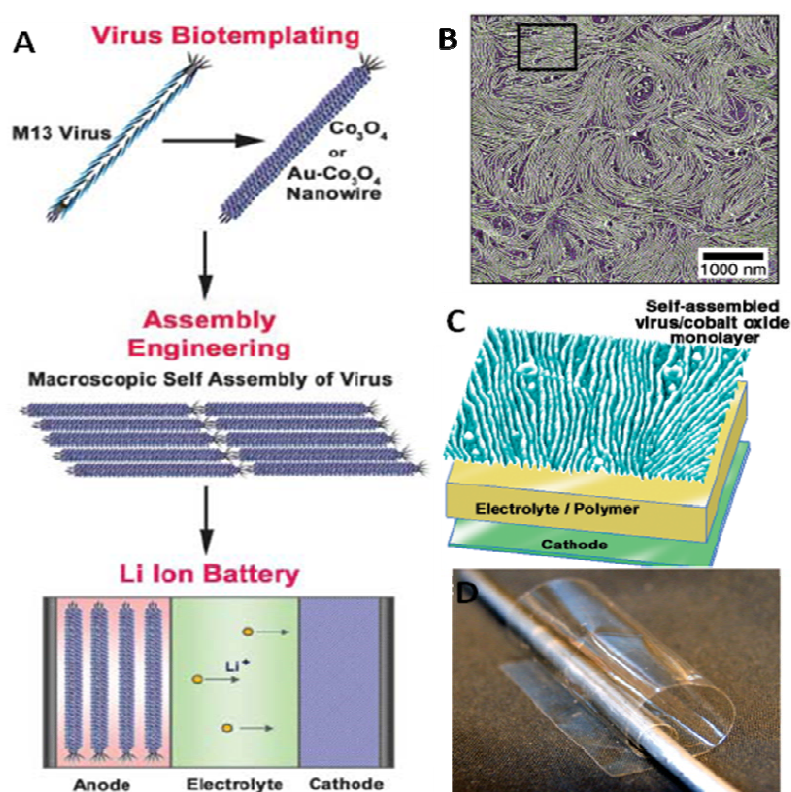 A
Virus Biotemplating
M13 Virus
Co3O4
or
Au-Co3O4
Nanowire
Assembly
Engineering
Macroscopic Self Assembly of Virus
Li Ion Battery
Li+
Anode
Electrolyte
Cathode
B
1000 nm
C
Self-assembled
virus/cobalt oxide
monolayer
Electrolyte / Polymer
Cathode
D